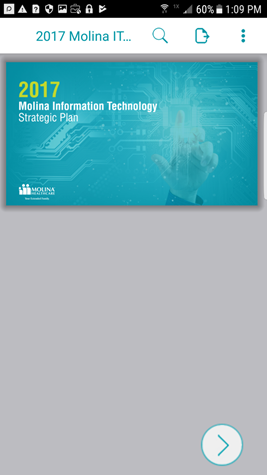 60% 1:09 PM
2017 Molina IT...
2017
Molina Information Technology
Strategic Plan
MOLINA
HEALTHCARE